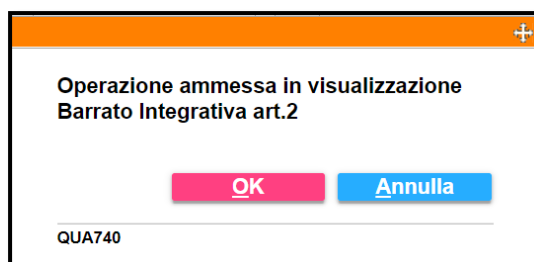 Operazione ammessa in visualizzazione
Barrato Integrativa art.2
OK
Annulla
QUA740